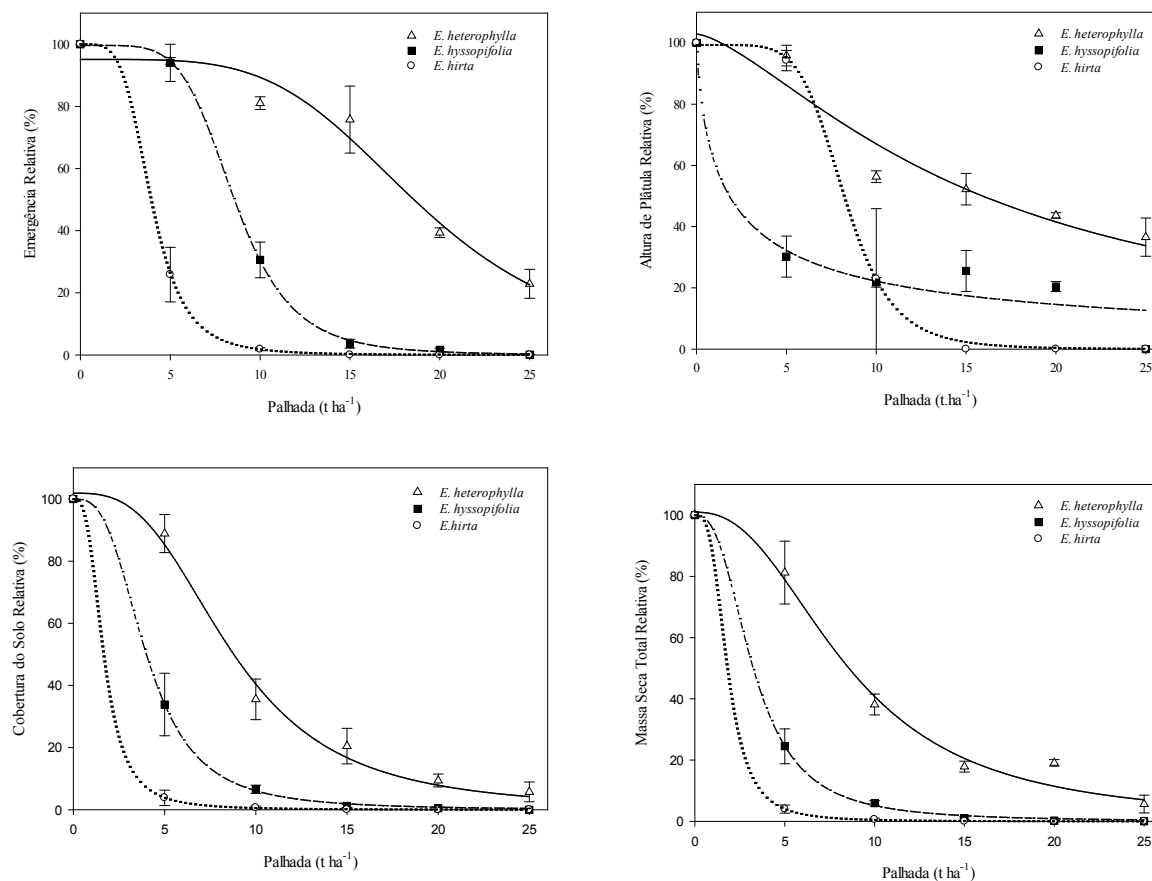 E. heterophylla
E. hyssopifolia
E. hirta
Emergência Relativa (%)
100
80
60
40
20
0
0 5 10 15 20 25
Palhada (t ha-1)
E. heterophylla
E. hyssopifolia
E. hirta
Altura de Plâtula Relativa (%)
100
80
60
40
20
0
0 5 10 15 20 25
Palhada (t.ha-1)
E. heterophylla
E. hyssopifolia
E.hirta
Cobertura do Solo Relativa (%)
100
80
60
40
20
0
0 5 10 15 20 25
Palhada (t ha-1)
E. heterophylla
E. hyssopifolia
E. hirta
Massa Seca Total Relativa (%)
100
80
60
40
20
0
0 5 10 15 20 25
Palhada (t ha-1)